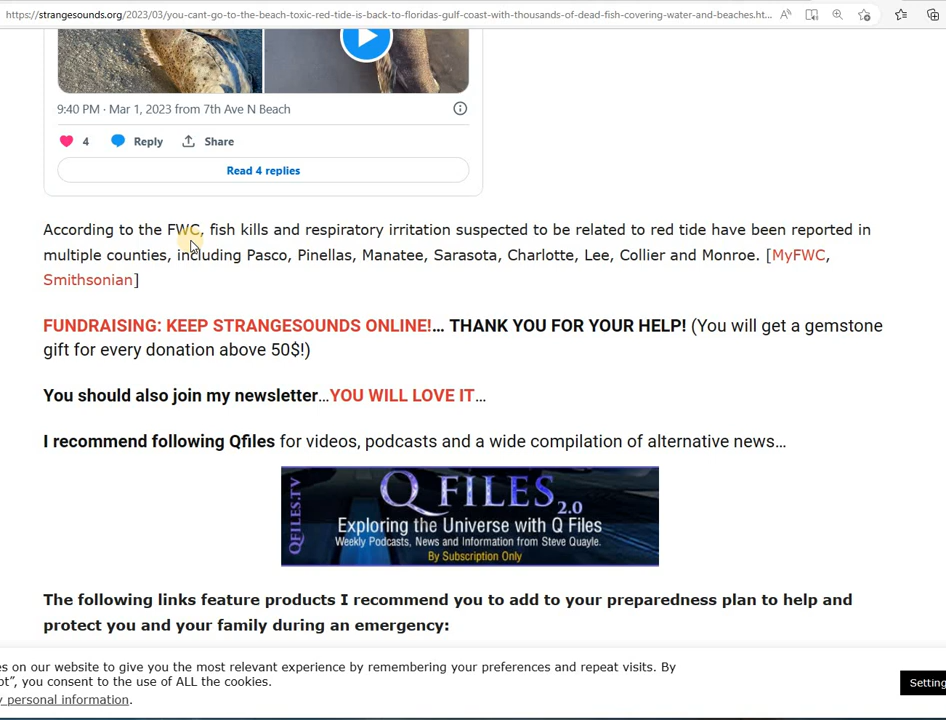 https://strangesounds.org/2023/03/you-cant-go-to-the-beach-toxic-red-tide-is-back-to-floridas-gulf-coast-with-thousands-of-dead-fish-covering-water-and-beaches.ht...
9:40 PM · Mar 1, 2023 from 7th Ave N Beach
4 Reply Share
Read 4 replies
According to the FWC, fish kills and respiratory irritation suspected to be related to red tide have been reported in
multiple counties, including Pasco, Pinellas, Manatee, Sarasota, Charlotte, Lee, Collier and Monroe. [MyFWC,
Smithsonian]
FUNDRAISING: KEEP STRANGESOUNDS ONLINE!… THANK YOU FOR YOUR HELP! (You will get a gemstone
gift for every donation above 50$!)
You should also join my newsletter…YOU WILL LOVE IT…
I recommend following Qfiles for videos, podcasts and a wide compilation of alternative news…
QFILES.TV
Q FILES 2.0
Exploring the Universe with Q Files
Weekly Podcasts, News and Information from Steve Quayle.
By Subscription Only
The following links feature products I recommend you to add to your preparedness plan to help and
protect you and your family during an emergency:
es on our website to give you the most relevant experience by remembering your preferences and repeat visits. By
pt”, you consent to the use of ALL the cookies.
y personal information.
Setting